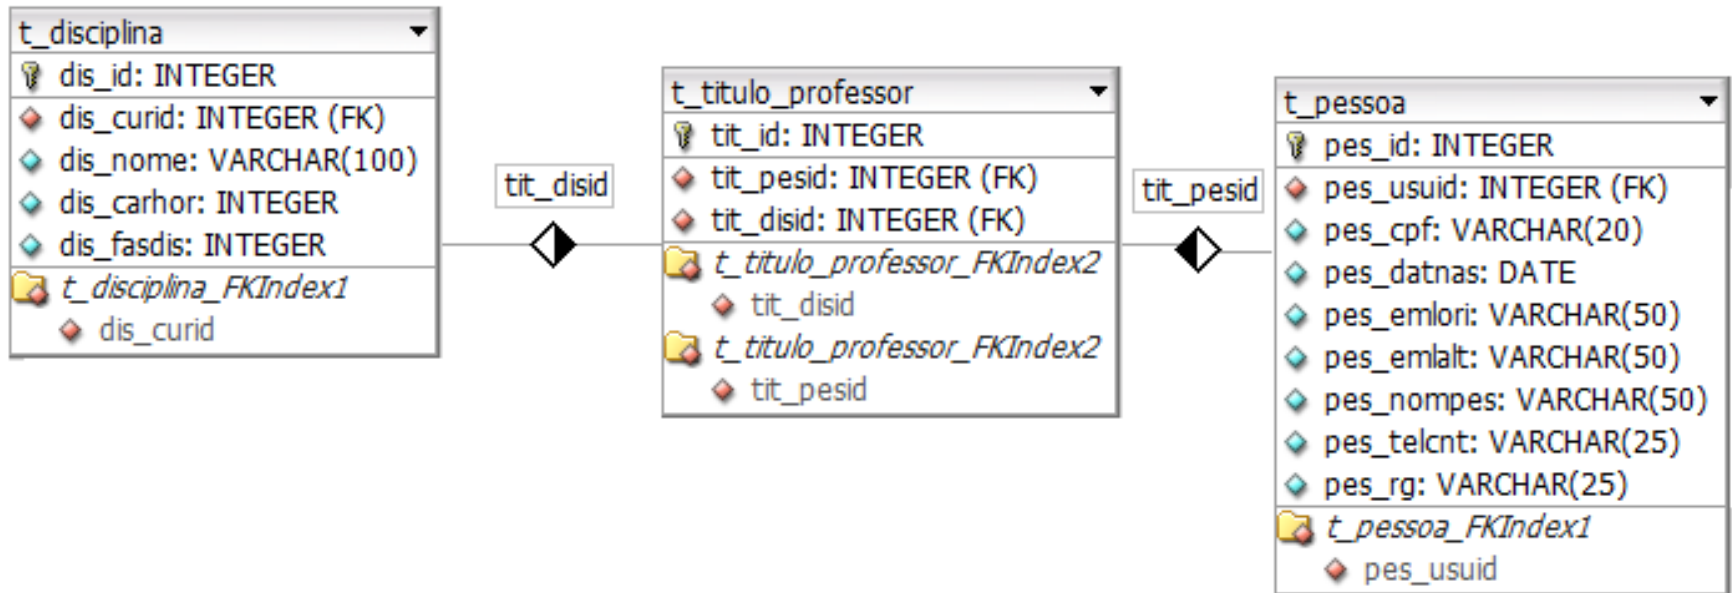 t_disciplina
dis_id: INTEGER
dis_curid: INTEGER (FK)
dis_nome: VARCHAR(100)
dis_carhor: INTEGER
dis_fasdis: INTEGER
t_disciplina_FKIndex1
dis_curid
tit_disid
t_titulo_professor
tit_id: INTEGER
tit_pesid: INTEGER (FK)
tit_disid: INTEGER (FK)
t_titulo_professor_FKIndex2
tit_disid
t_titulo_professor_FKIndex2
tit_pesid
tit_pesid
t_pessoa
pes_id: INTEGER
pes_usuid: INTEGER (FK)
pes_cpf: VARCHAR(20)
pes_datnas: DATE
pes_emlori: VARCHAR(50)
pes_emlalt: VARCHAR(50)
pes_nompes: VARCHAR(50)
pes_telcnt: VARCHAR(25)
pes_rg: VARCHAR(25)
t_pessoa_FKIndex1
pes_usuid